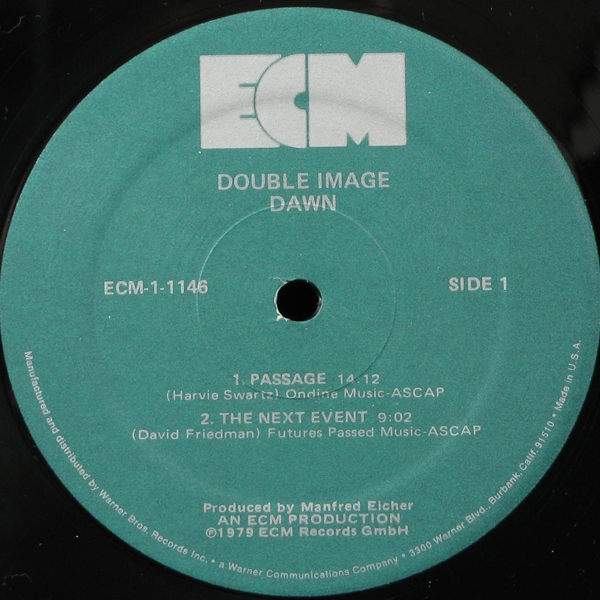 ECM
DOUBLE IMAGE
DAWN
ECM-1-1146
SIDE 1
1. PASSAGE 14.12
(Harvie Swartz) Ondine Music-ASCAP
2. THE NEXT EVENT 9:02
(David Friedman) Futures Passed Music-ASCAP
Produced by Manfred Eicher
AN ECM PRODUCTION
℗1979 ECM Records GmbH
Manufactured and distributed by Warner Bros. Records Inc. • a Warner Communications Company • 3300 Warner Blvd., Burbank, Calif. 91510 • Made in U.S.A.